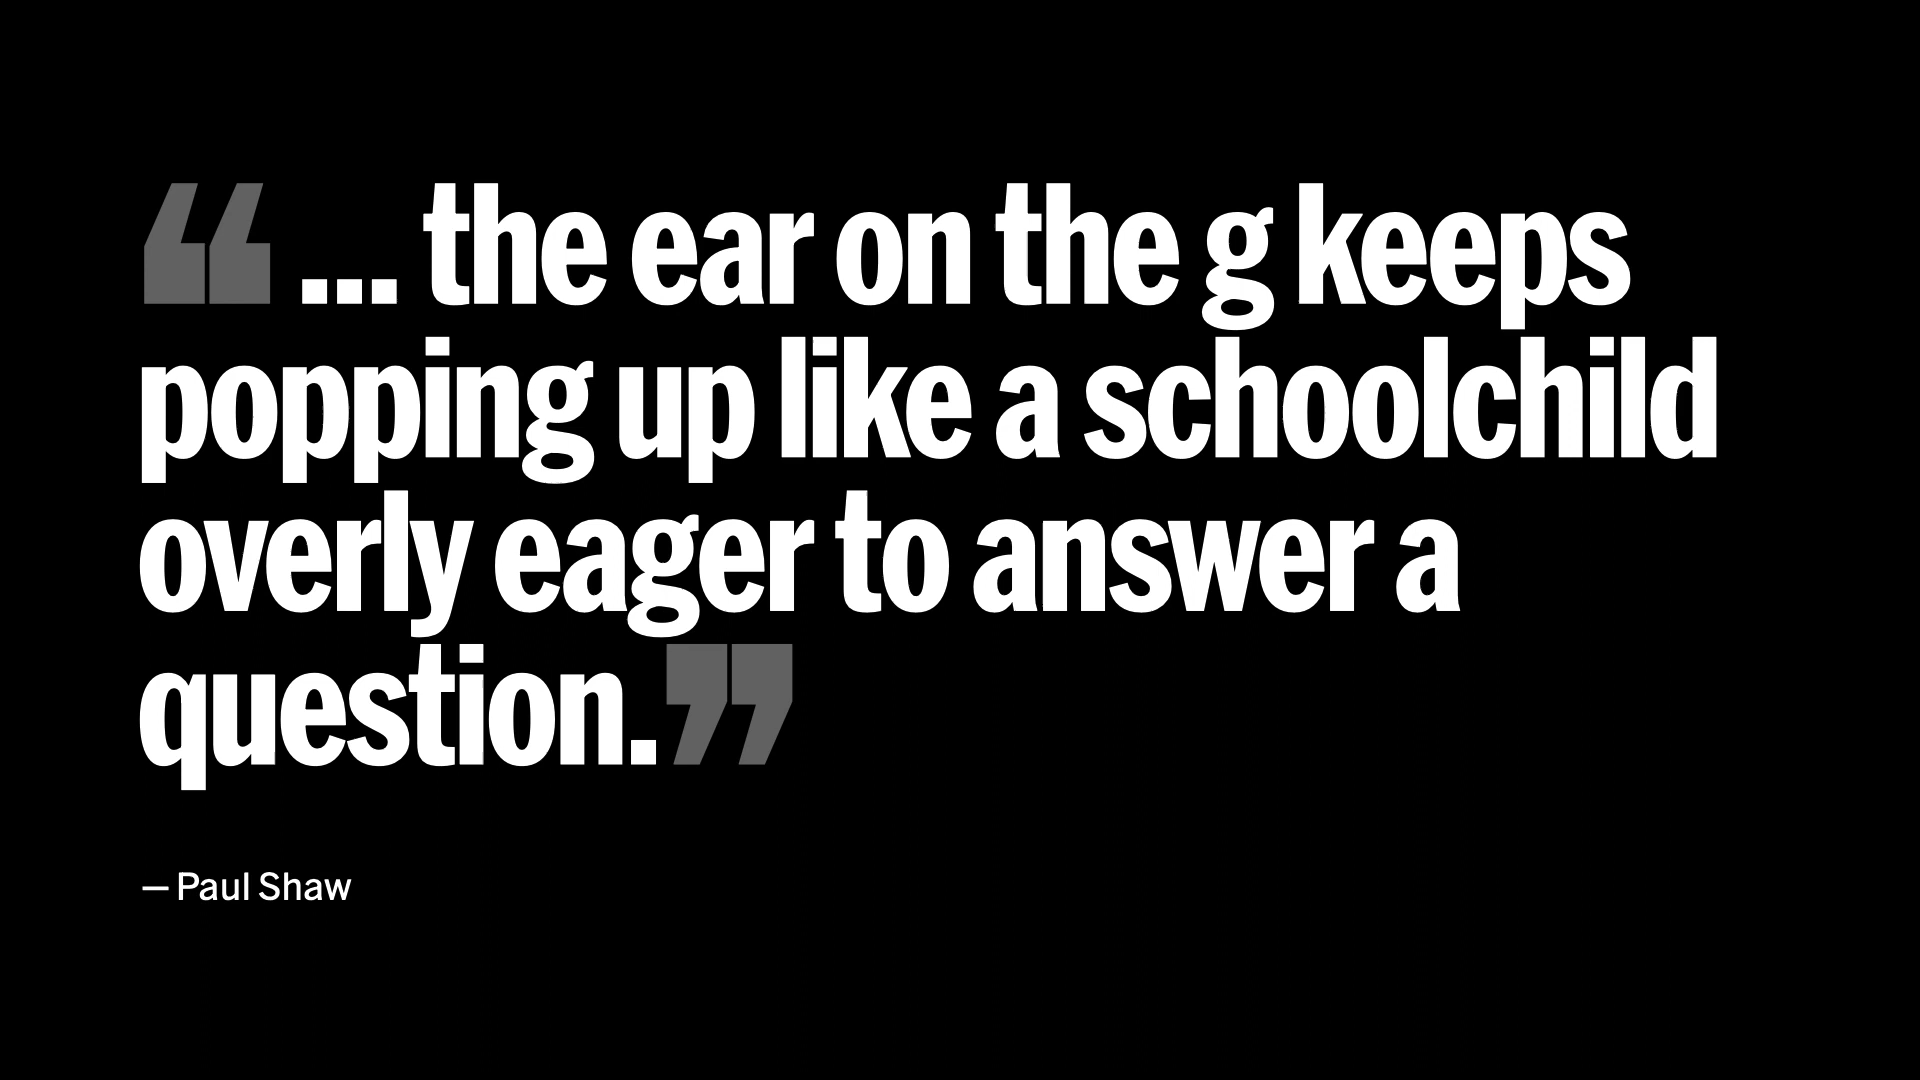 “ ... the ear on the g keeps
popping up like a schoolchild
overly eager to answer a
question.”
— Paul Shaw